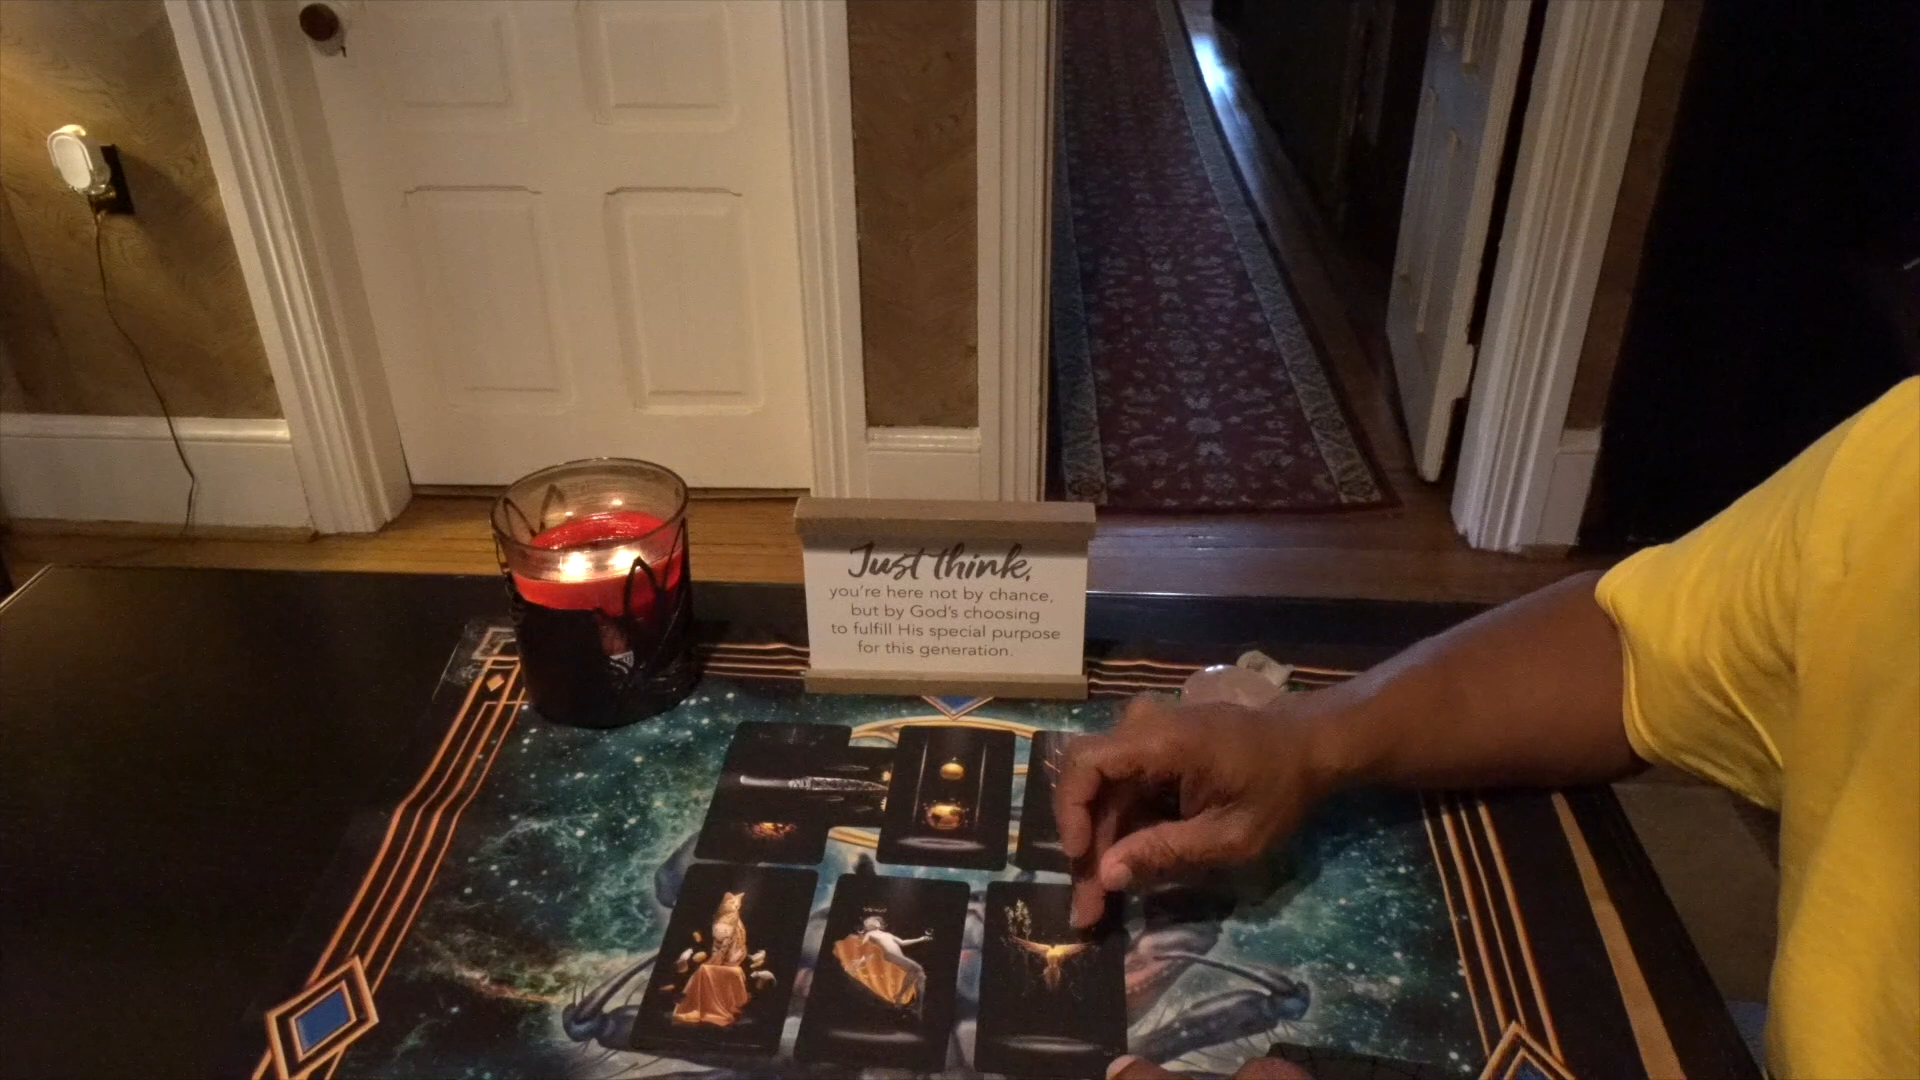 Just think,
you're here not by chance,
but by God's choosing
to fulfill His special purpose
for this generation.